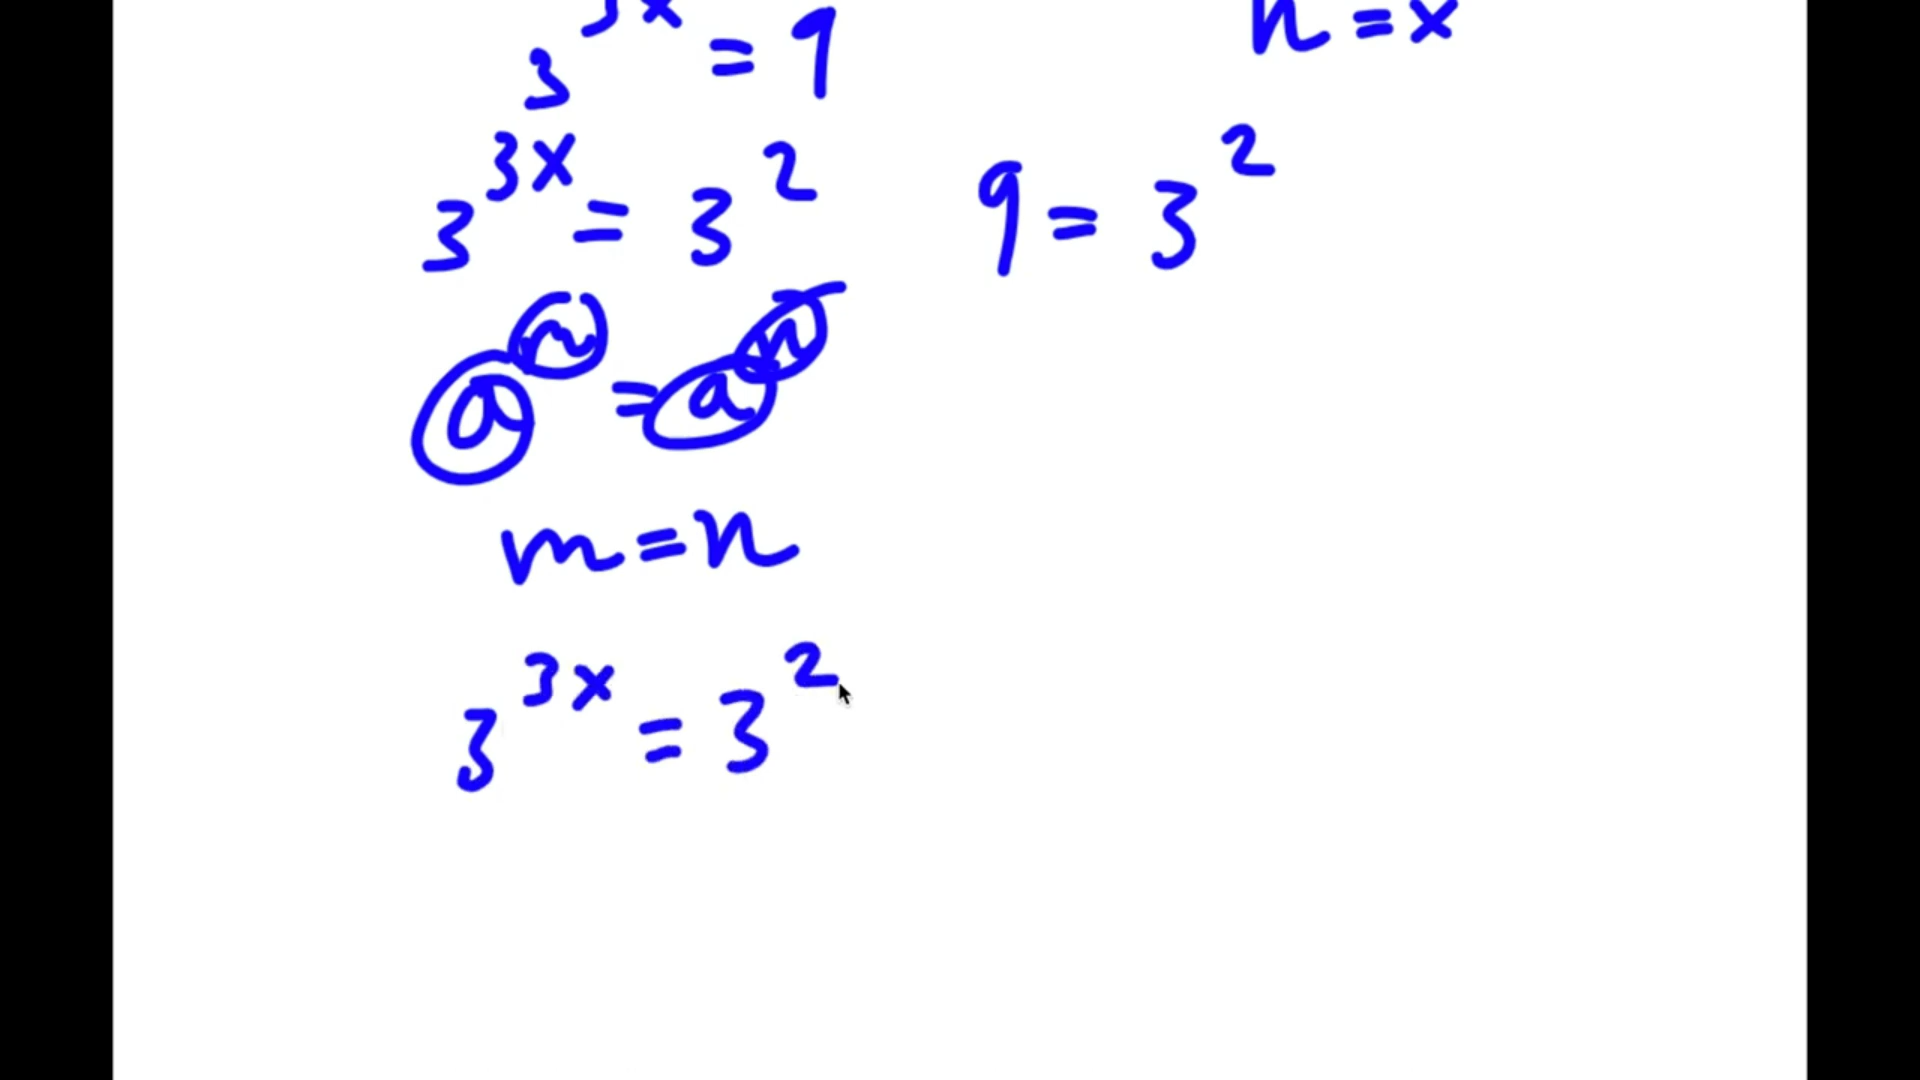 3^{3x} = 9
n = x
3^{3x} = 3^2
9 = 3^2
a^m = a^n
m = n
3^{3x} = 3^2